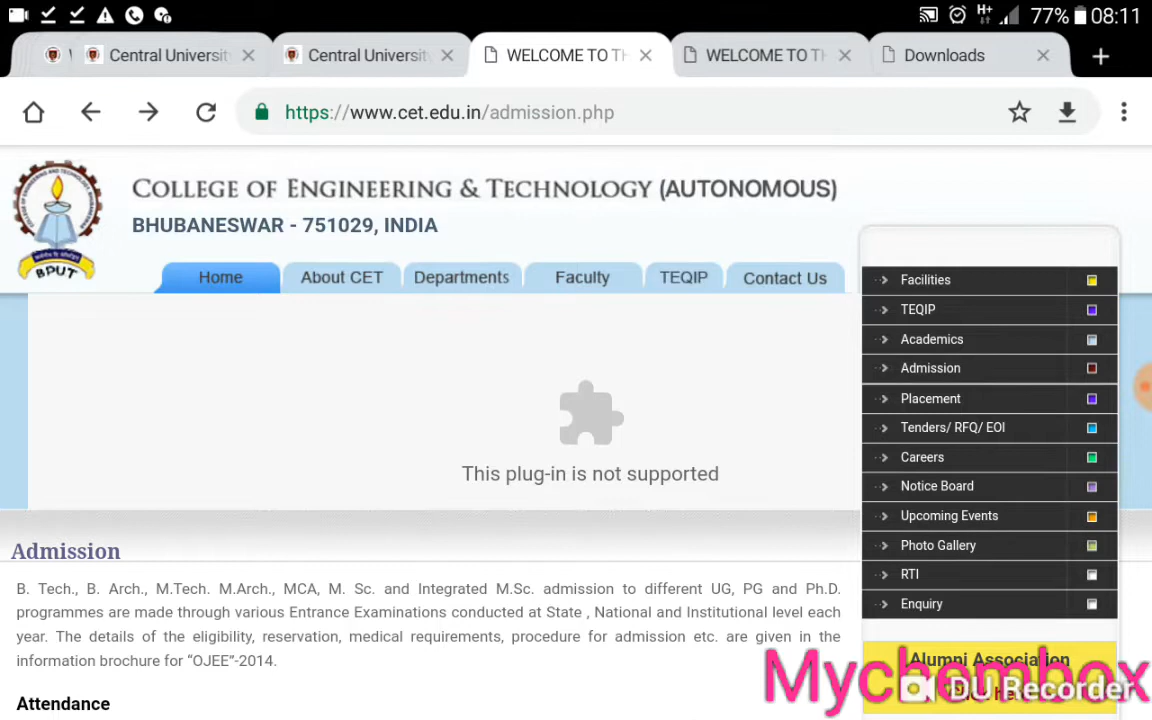 H+ 77% 08:11
Central Universit
Central Universit
WELCOME TO TH
WELCOME TO TH
Downloads
https://www.cet.edu.in/admission.php
COLLEGE OF ENGINEERING & TECHNOLOGY (AUTONOMOUS)
BHUBANESWAR - 751029, INDIA
BPUT
Home
About CET
Departments
Faculty
TEQIP
Contact Us
Facilities
TEQIP
Academics
Admission
Placement
Tenders/ RFQ/ EOI
Careers
Notice Board
Upcoming Events
Photo Gallery
RTI
Enquiry
This plug-in is not supported
Admission
B. Tech., B. Arch., M.Tech. M.Arch., MCA, M. Sc. and Integrated M.Sc. admission to different UG, PG and Ph.D.
programmes are made through various Entrance Examinations conducted at State , National and Institutional level each
year. The details of the eligibility, reservation, medical requirements, procedure for admission etc. are given in the
information brochure for “OJEE”-2014.
Attendance
Alumni Association
Mychembox
DU Recorder